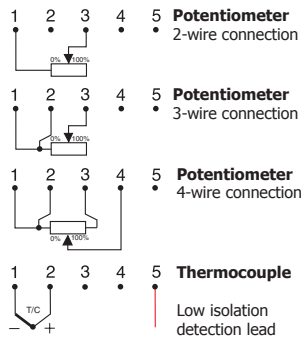 1 2 3 4 5 Potentiometer
2-wire connection
0% 100%
1 2 3 4 5 Potentiometer
3-wire connection
0% 100%
1 2 3 4 5 Potentiometer
4-wire connection
0% 100%
1 2 3 4 5 Thermocouple
T/C
− +
Low isolation
detection lead